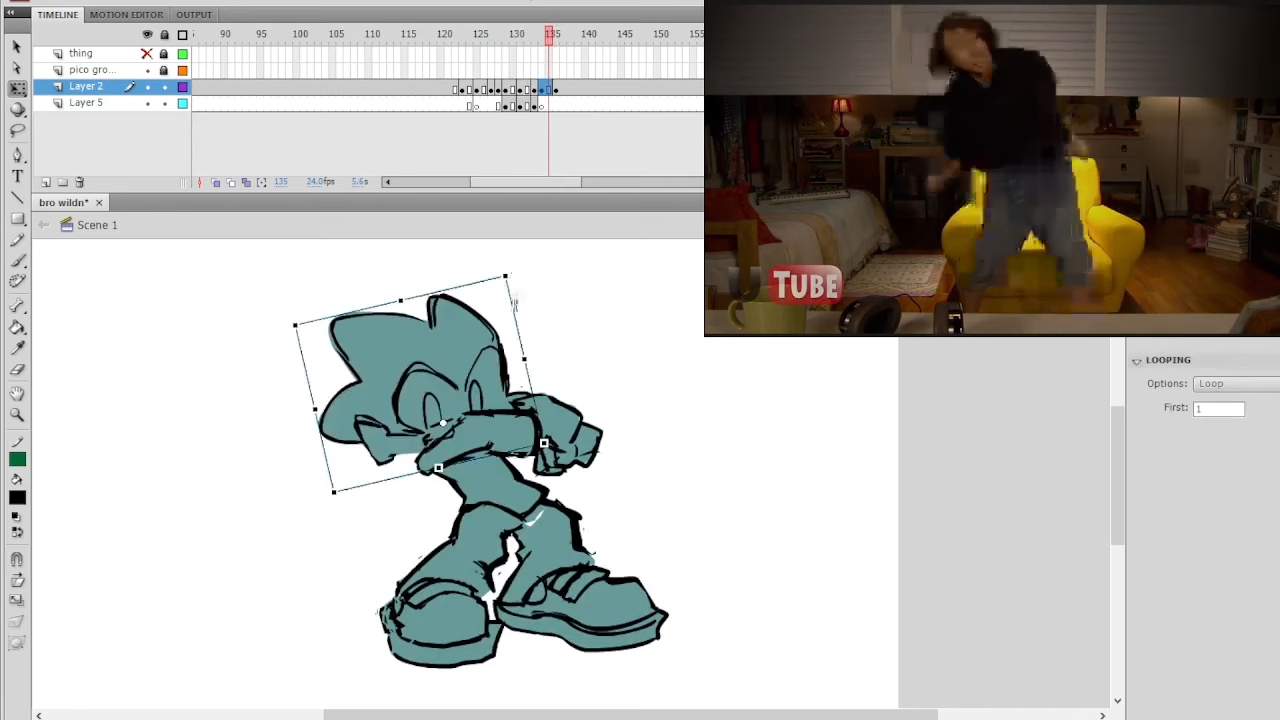 TIMELINE MOTION EDITOR OUTPUT
90 95 100 105 110 115 120 125 130 135 140 145 150 155
thing
pico gro...
Layer 2
Layer 5
135 24.0fps 5.6s
bro wildn*
Scene 1
TUBE
LOOPING
Options: Loop
First: 1